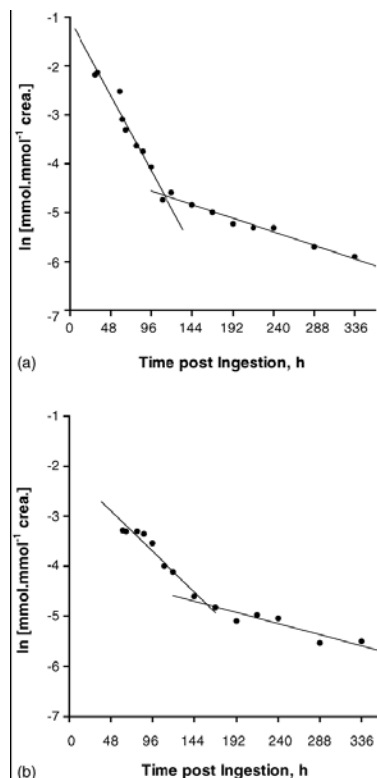 -1
-2
-3
-4
-5
-6
-7
ln [mmol.mmol⁻¹ crea.]
0 48 96 144 192 240 288 336
(a) Time post Ingestion, h
-1
-2
-3
-4
-5
-6
-7
ln [mmol.mmol⁻¹ crea.]
0 48 96 144 192 240 288 336
(b) Time post Ingestion, h